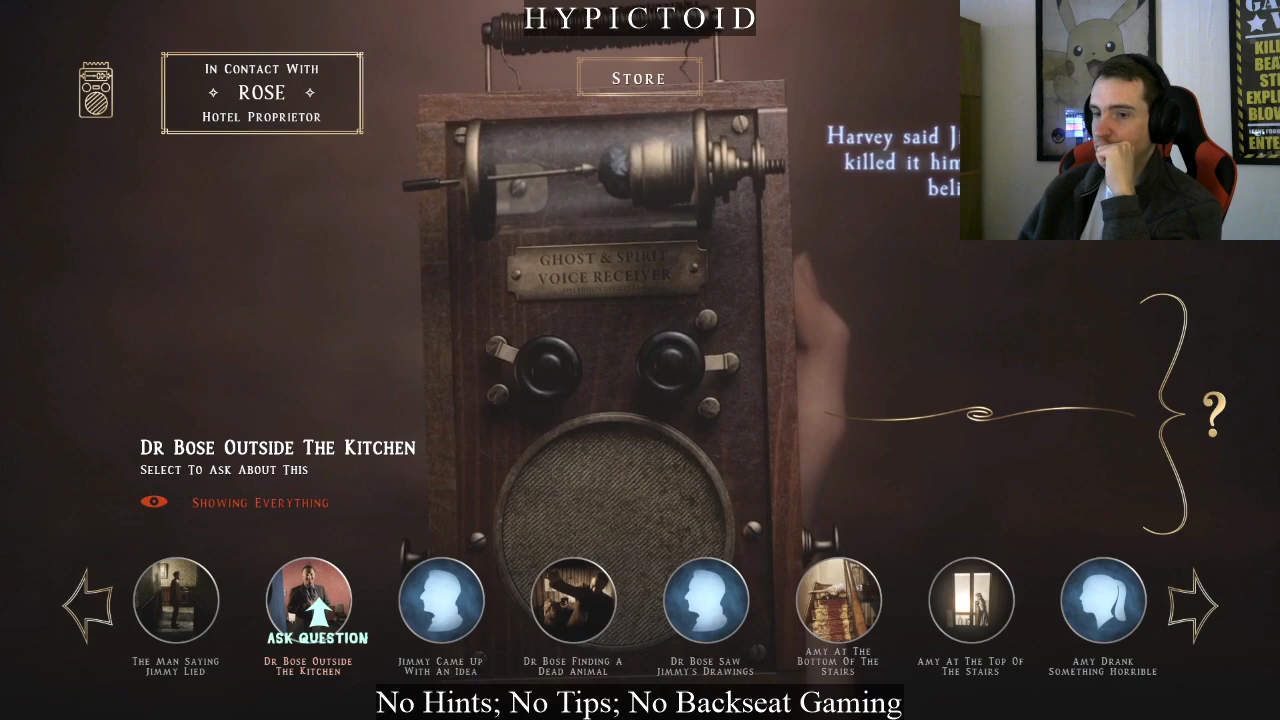 HYPICTOID
In Contact With
ROSE
Hotel Proprietor
Store
Harvey said
killed it him
beli
GHOST & SPIRIT
VOICE RECEIVER
Dr Bose Outside The Kitchen
Select To Ask About This
Showing Everything
?
ASK QUESTION
The Man Saying
Jimmy Lied
Dr Bose Outside
The Kitchen
Jimmy Came Up
With An Idea
Dr Bose Finding A
Dead Animal
Dr Bose Saw
Jimmy's Drawings
Amy At The
Bottom Of The
Stairs
Amy At The Top Of
The Stairs
Amy Drank
Something Horrible
No Hints; No Tips; No Backseat Gaming